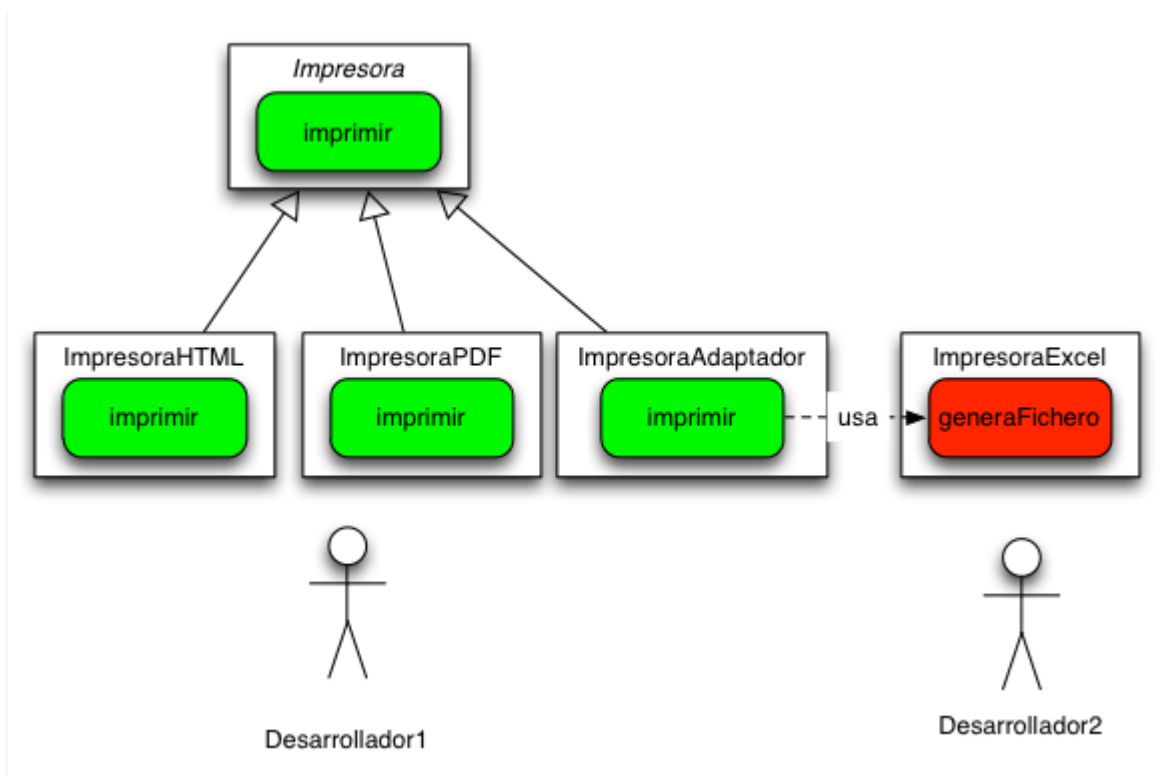 Impresora
imprimir
ImpresoraHTML
imprimir
ImpresoraPDF
imprimir
ImpresoraAdaptador
imprimir
usa
ImpresoraExcel
generaFichero
Desarrollador1
Desarrollador2